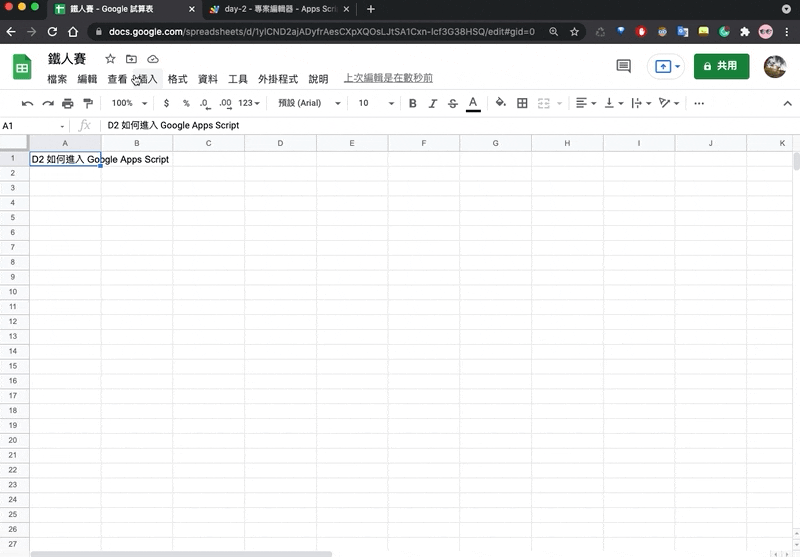 鐵人賽 - Google 試算表
day-2 - 專案編輯器 - Apps Scri
docs.google.com/spreadsheets/d/1ylCND2ajADyfrAesCXpXQOsLJtSA1Cxn-Icf3G38HSQ/edit#gid=0
鐵人賽
檔案 編輯 查看 插入 格式 資料 工具 外掛程式 說明 上次編輯是在數秒前
共用
100% $ % .0 .00 123 預設 (Arial) 10 B I S A
A1 fx D2 如何進入 Google Apps Script
A B C D E F G H I J K
1 D2 如何進入 Google Apps Script
2
3
4
5
6
7
8
9
10
11
12
13
14
15
16
17
18
19
20
21
22
23
24
25
26
27